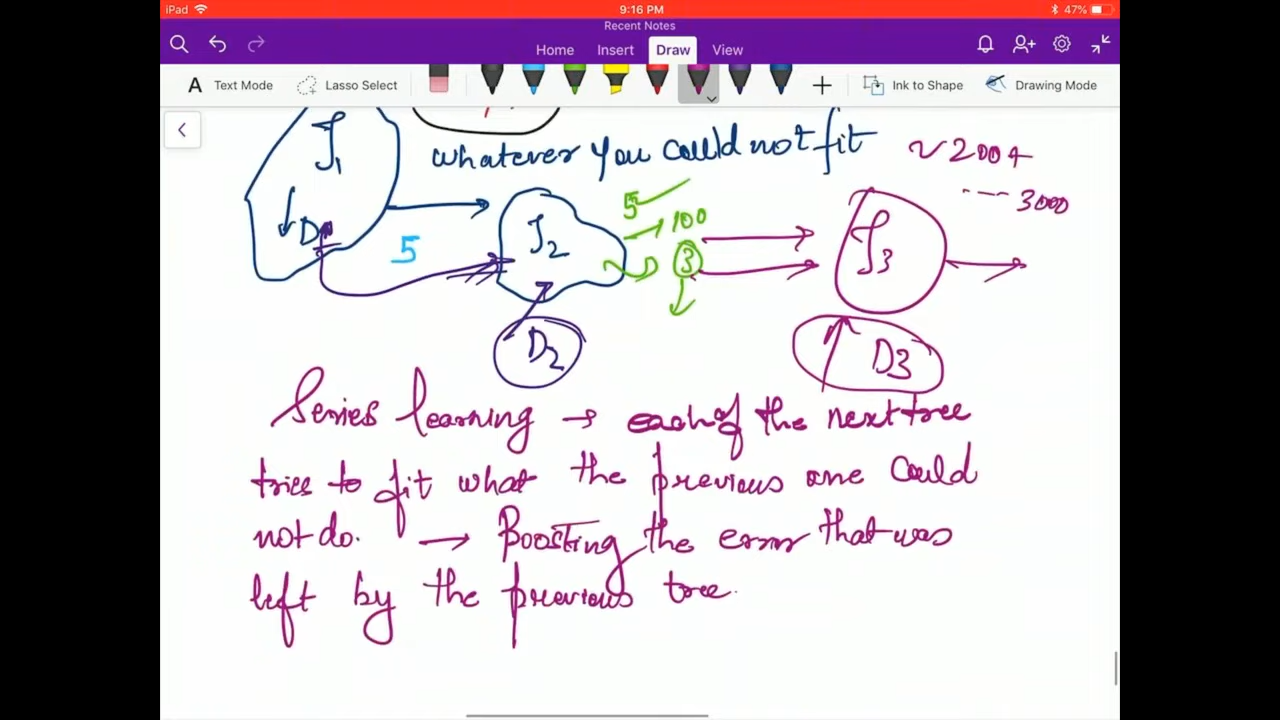 iPad 9:16 PM 47%
Recent Notes
Home Insert Draw View
A Text Mode Lasso Select + Ink to Shape Drawing Mode
J1
whatever you could not fit ~2004
---- 3000
5
100
D J2 J3
5 3
D2 D3
Series learning → each of the next tree
tries to fit what the previous one could
not do. → Boosting the error that was
left by the previous tree.